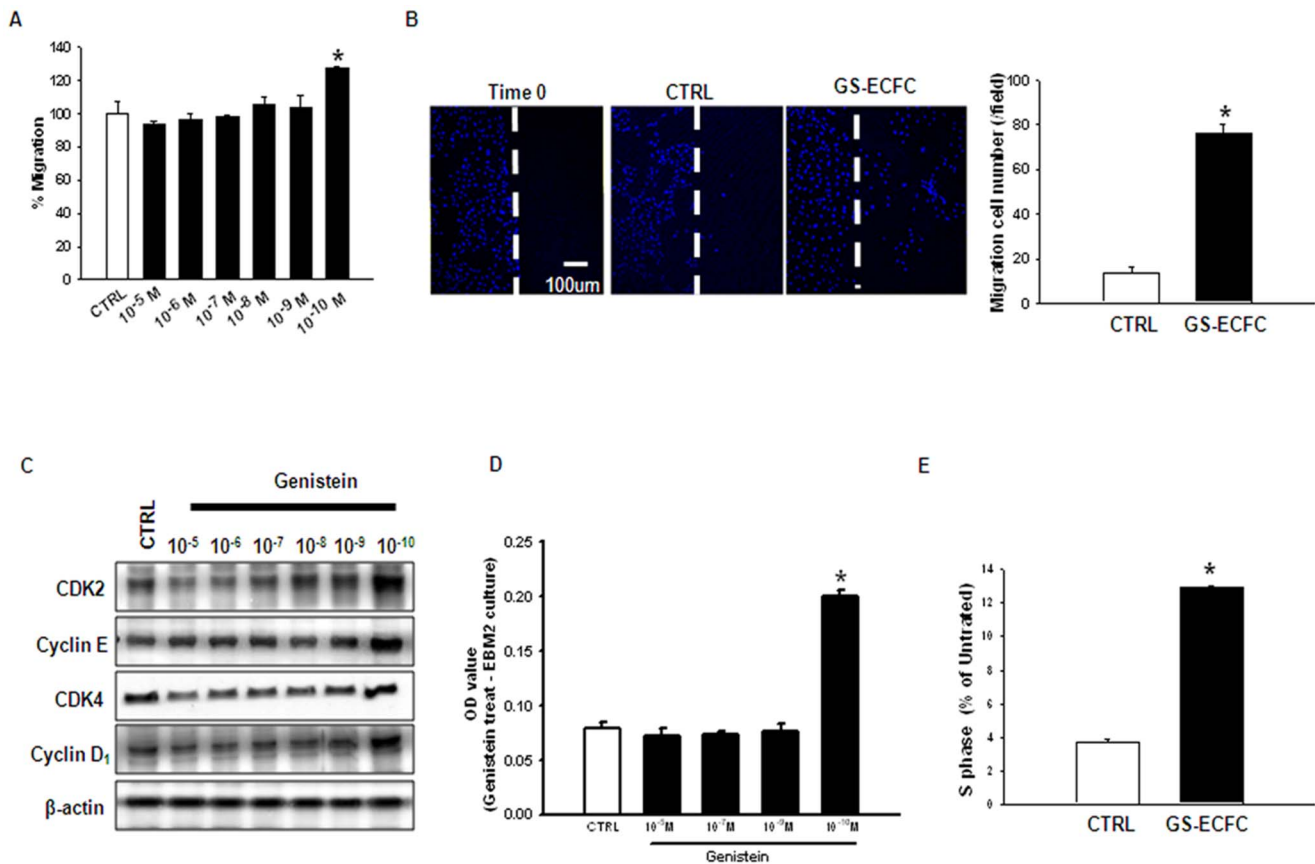 A
% Migration
140
120
100
80
60
40
20
0
CTRL
10-5 M
10-6 M
10-7 M
10-8 M
10-9 M
10-10 M
*
B
Time 0
CTRL
GS-ECFC
100um
Migration cell number (/field)
100
80
60
40
20
0
*
CTRL
GS-ECFC
C
Genistein
CTRL
10-5
10-6
10-7
10-8
10-9
10-10
CDK2
Cyclin E
CDK4
Cyclin D1
β-actin
D
OD value
(Genistein treat - EBM2 culture)
0.25
0.20
0.15
0.10
0.05
0.00
*
CTRL
10-5M
10-7M
10-9M
10-10M
Genistein
E
S phase (% of Untrated)
14
12
10
8
6
4
2
0
*
CTRL
GS-ECFC